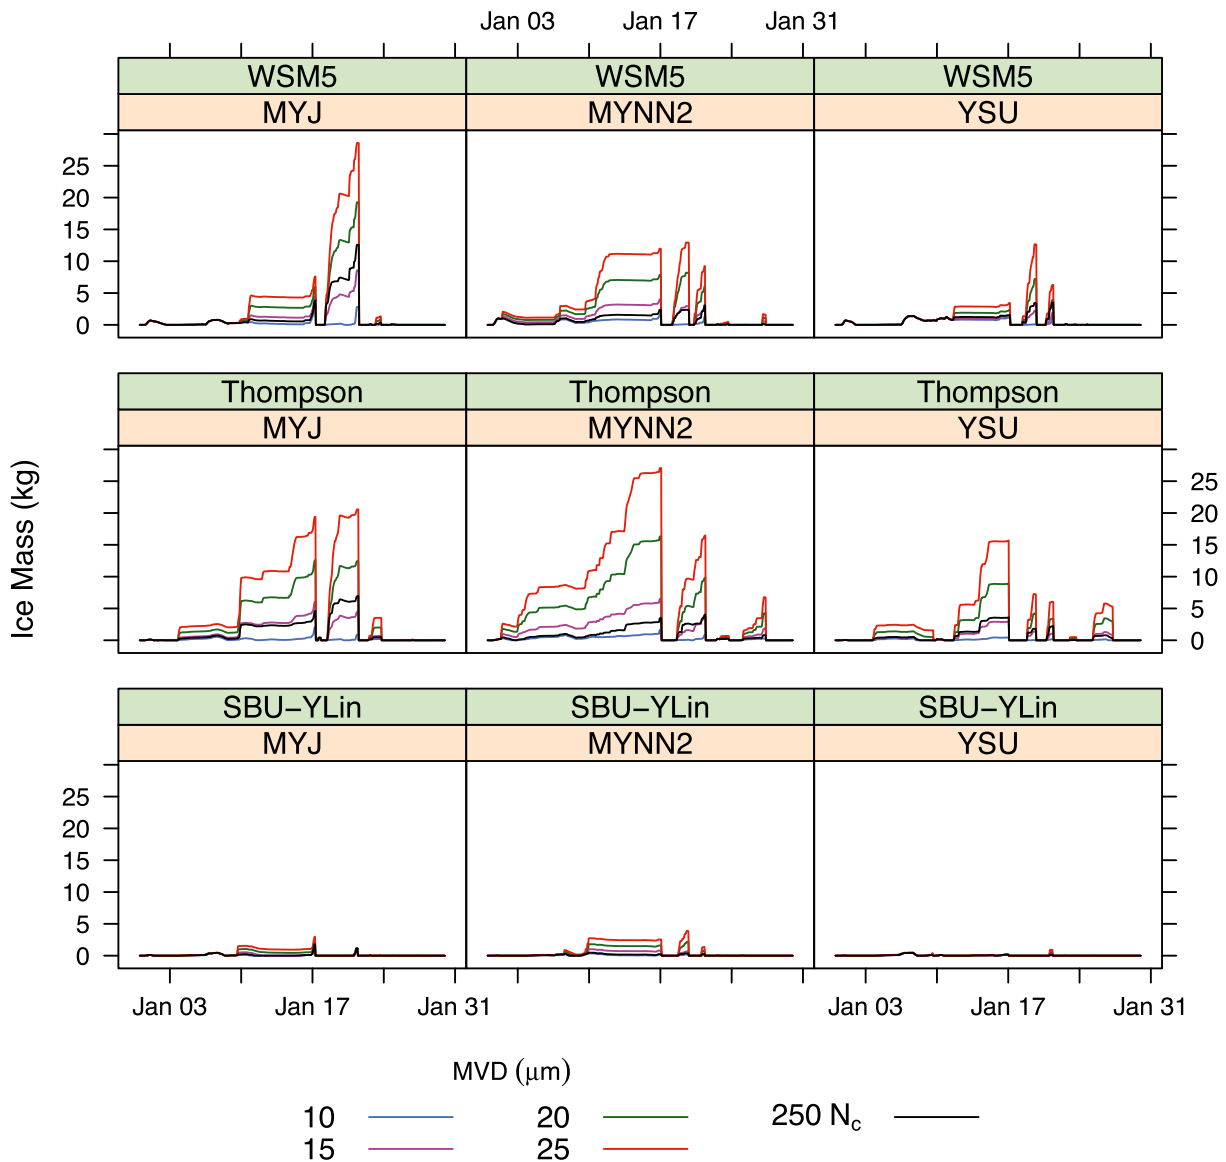 Jan 03 Jan 17 Jan 31
WSM5 WSM5 WSM5
MYJ MYNN2 YSU
25
20
15
10
5
0
Thompson Thompson Thompson
MYJ MYNN2 YSU
Ice Mass (kg)
25
20
15
10
5
0
SBU−YLin SBU−YLin SBU−YLin
MYJ MYNN2 YSU
25
20
15
10
5
0
Jan 03 Jan 17 Jan 31 Jan 03 Jan 17 Jan 31
MVD (μm)
10 20 250 Nc
15 25